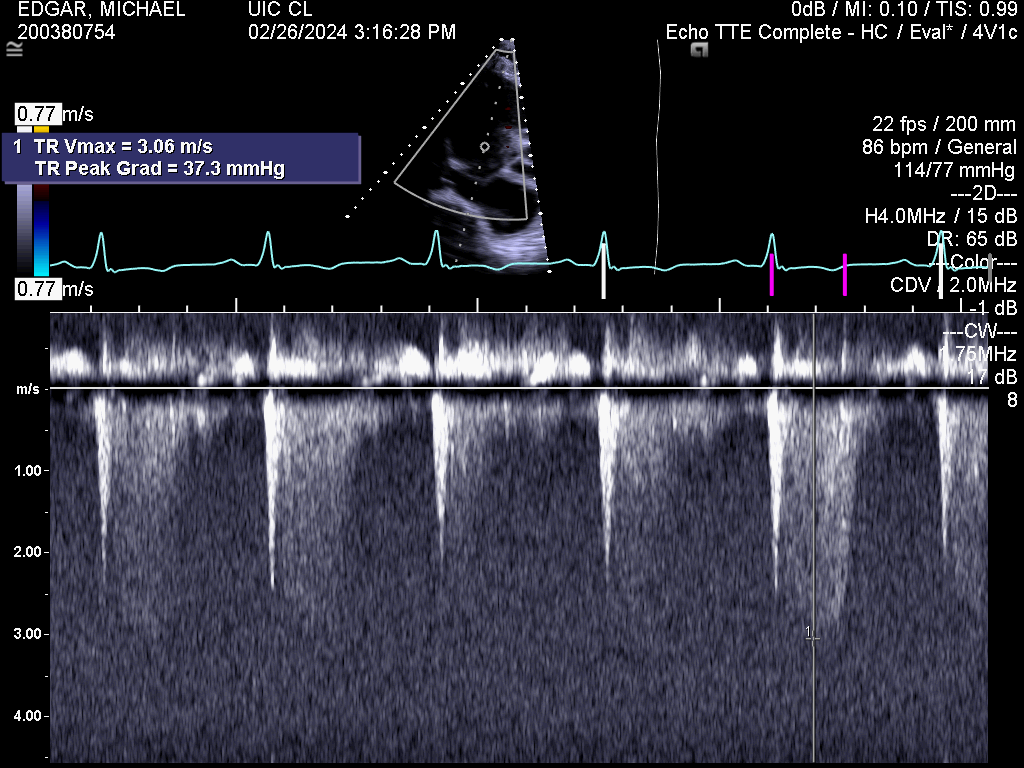 EDGAR, MICHAEL
200380754
UIC CL
02/26/2024 3:16:28 PM
0dB / MI: 0.10 / TIS: 0.99
Echo TTE Complete - HC / Eval* / 4V1c
0.77 m/s
1 TR Vmax = 3.06 m/s
TR Peak Grad = 37.3 mmHg
0.77 m/s
22 fps / 200 mm
86 bpm / General
114/77 mmHg
---2D---
H4.0MHz / 15 dB
DR: 65 dB
---Color---
CDV / 2.0MHz
-1 dB
---CW---
1.75MHz
17 dB
8
m/s
1.00
2.00
3.00
4.00
1